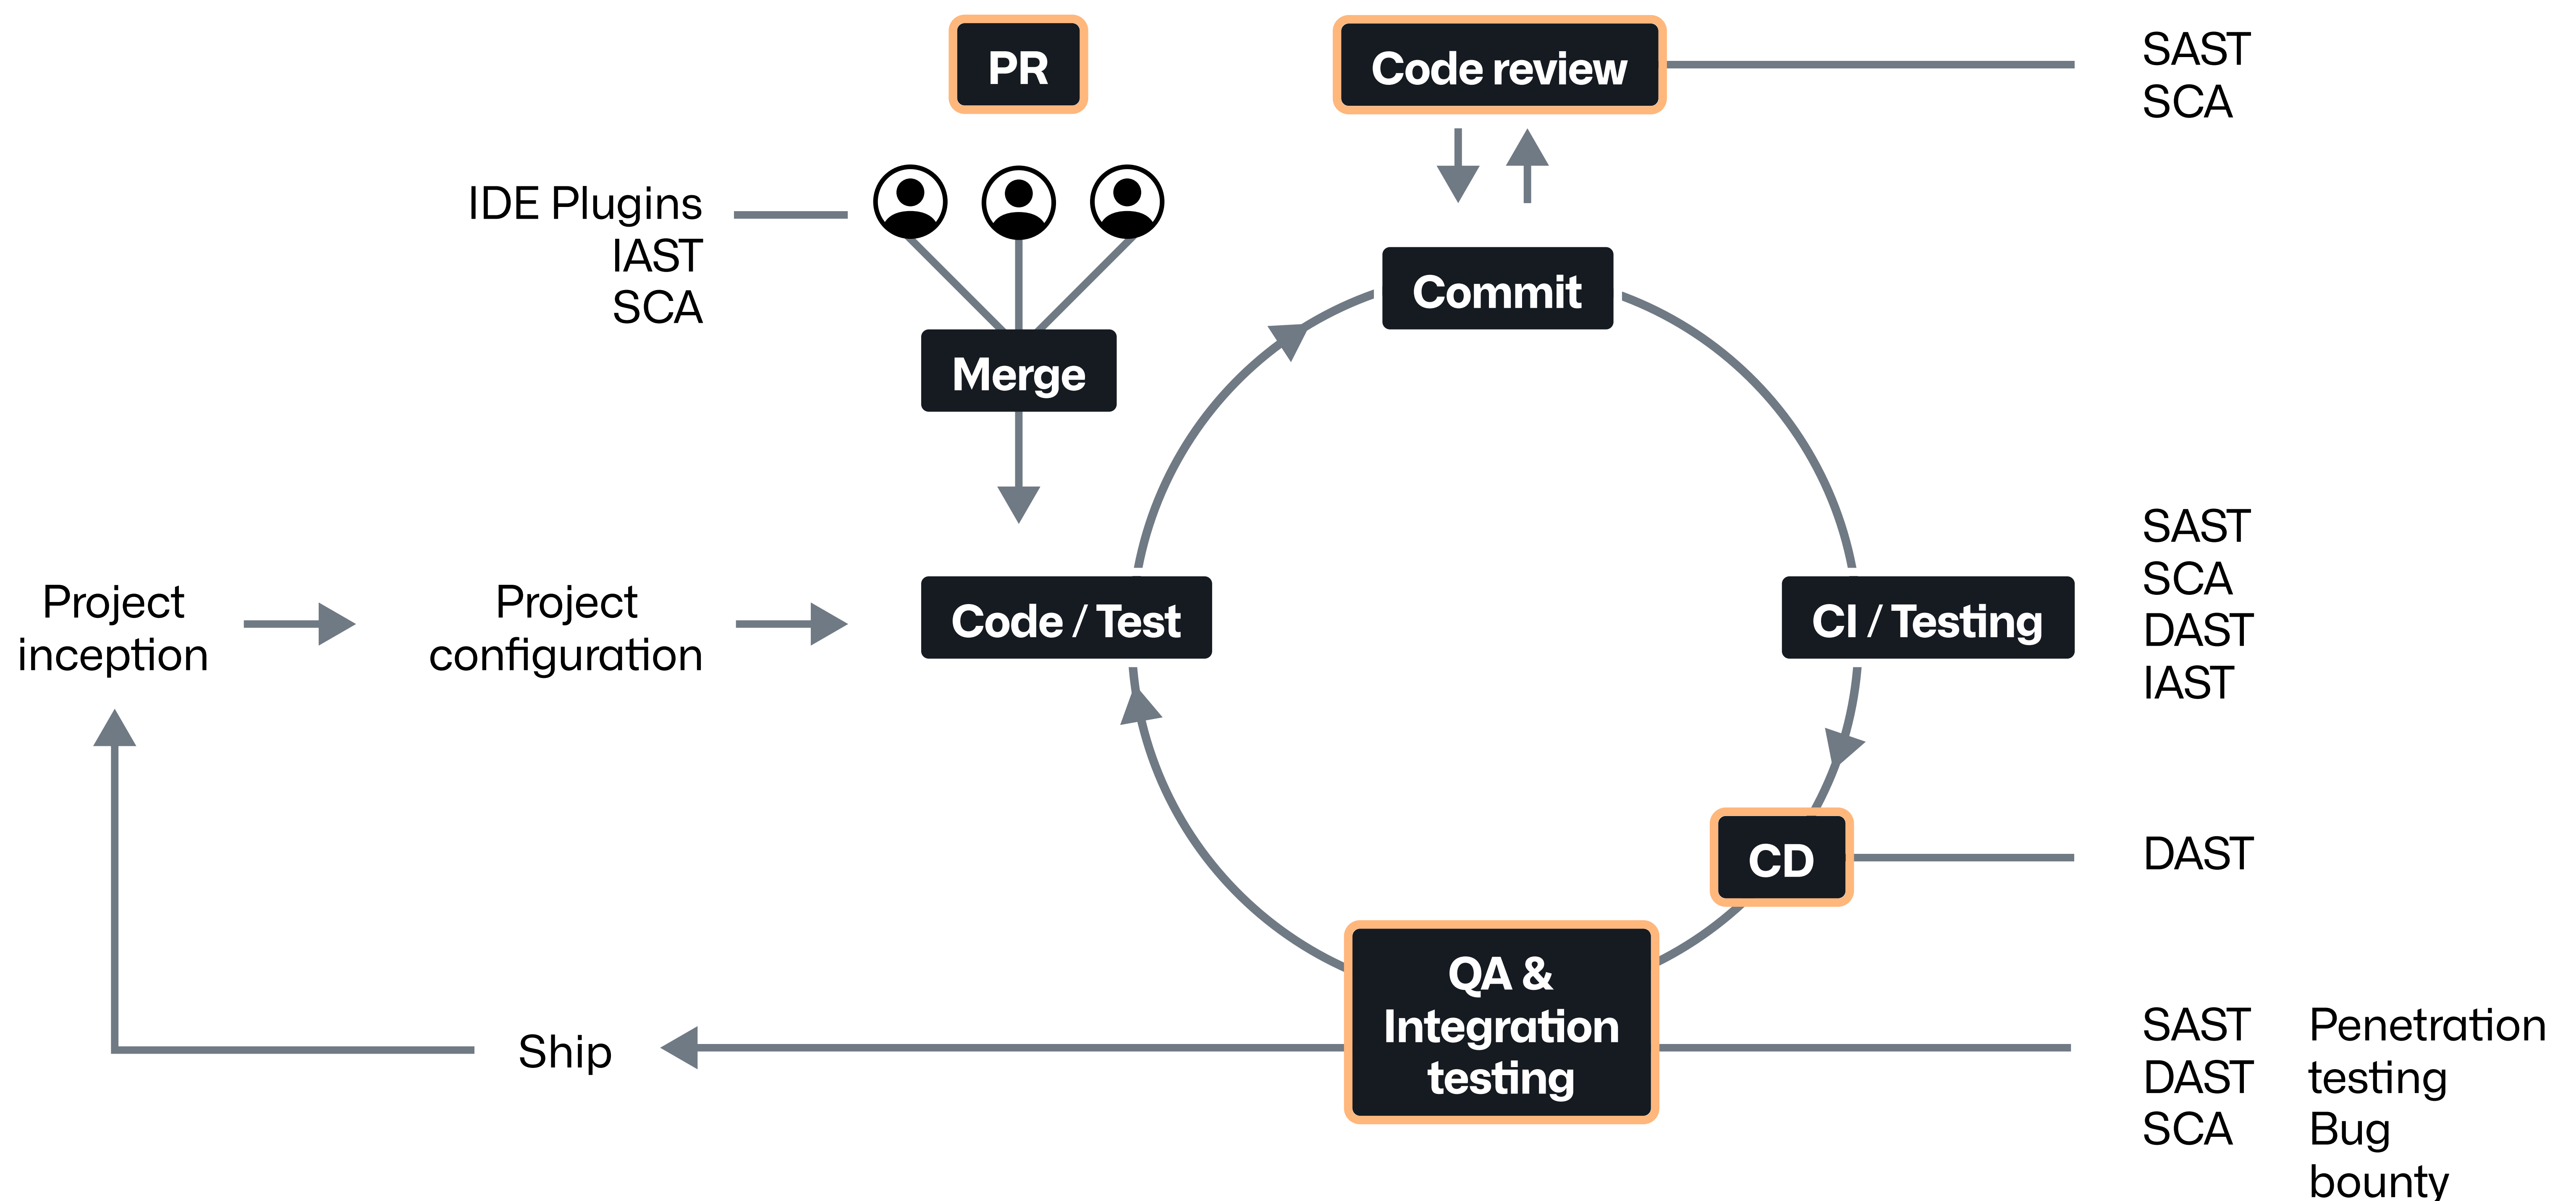 PR
Code review
SAST
SCA
IDE Plugins
IAST
SCA
Commit
Merge
SAST
SCA
DAST
IAST
Project
inception
Project
configuration
Code / Test
CI / Testing
CD
DAST
QA &
Integration
testing
Ship
SAST
DAST
SCA
Penetration
testing
Bug
bounty